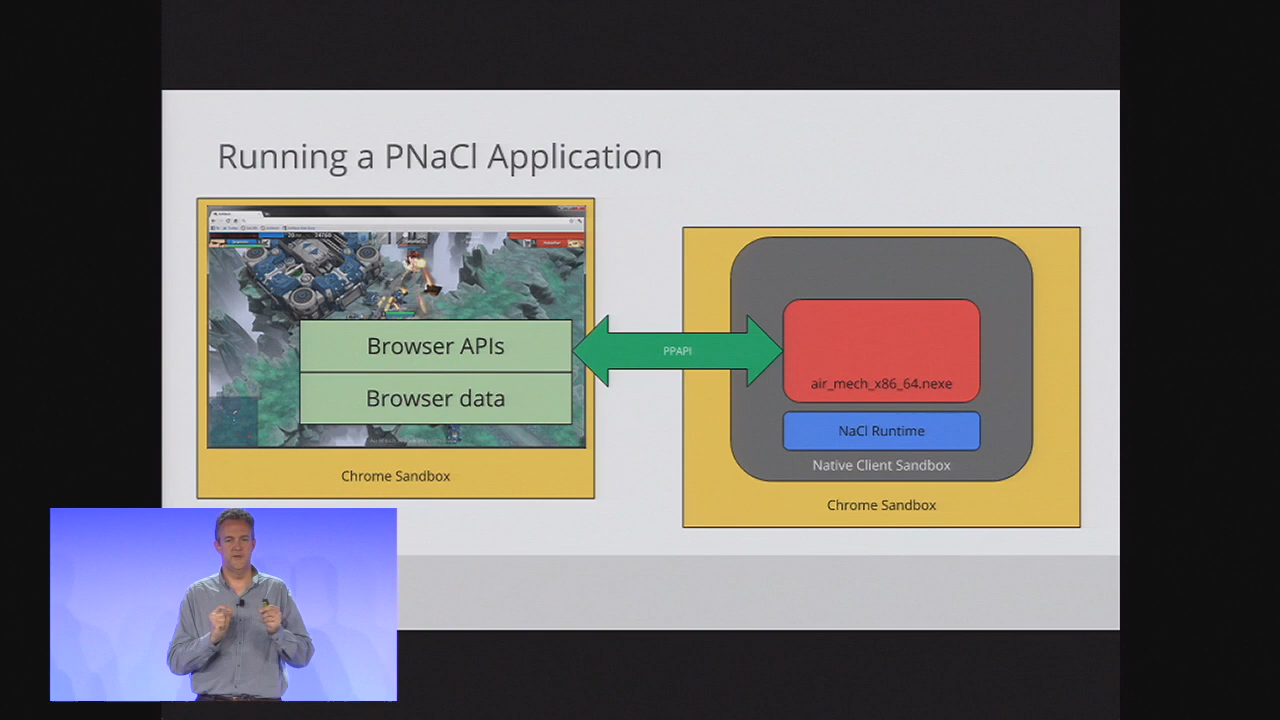 Running a PNaCl Application
Browser APIs
Browser data
Chrome Sandbox
PPAPI
air_mech_x86_64.nexe
NaCl Runtime
Native Client Sandbox
Chrome Sandbox